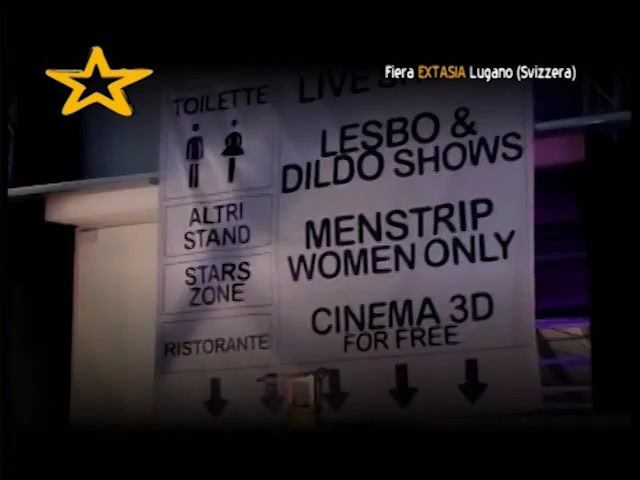 Fiera EXTASIA Lugano (Svizzera)
TOILETTE
ALTRI
STAND
STARS
ZONE
RISTORANTE
LIVE
LESBO &
DILDO SHOWS
MENSTRIP
WOMEN ONLY
CINEMA 3D
FOR FREE